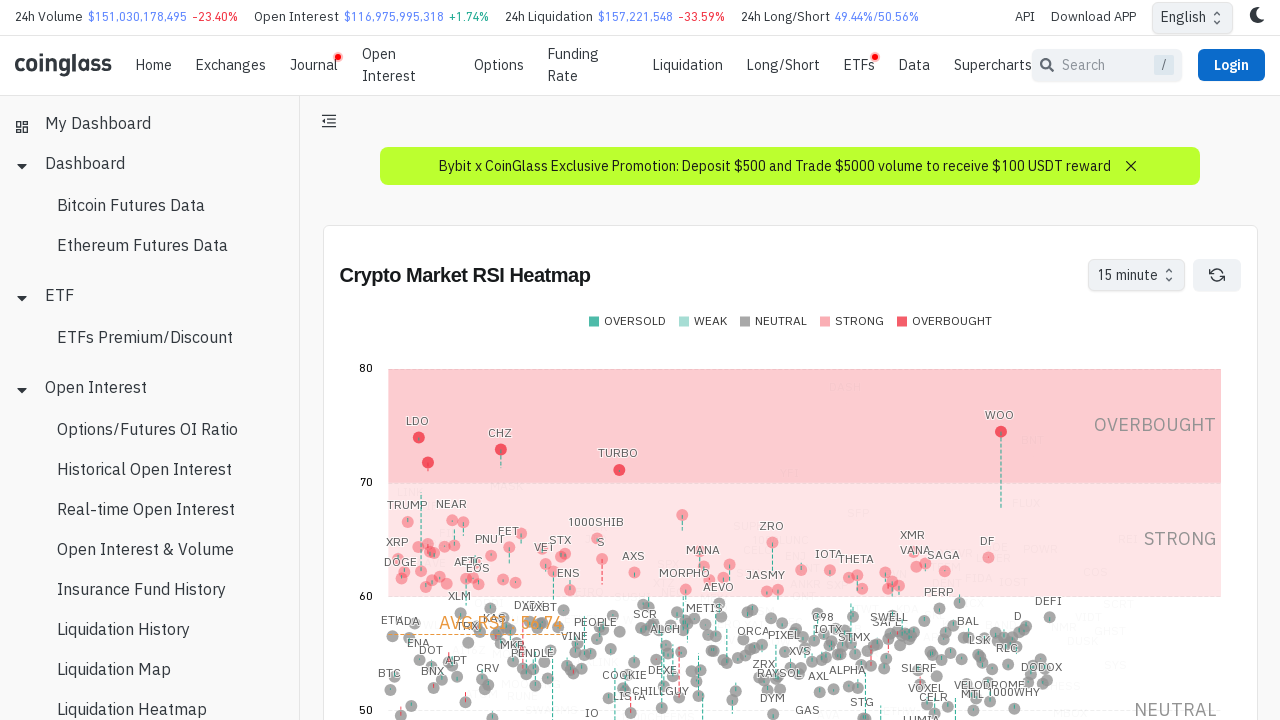 24h Volume $151,030,178,495 -23.40% Open Interest $116,975,995,318 +1.74% 24h Liquidation $157,221,548 -33.59% 24h Long/Short 49.44%/50.56% API Download APP English
coinglass Home Exchanges Journal Open Interest Options Funding Rate Liquidation Long/Short ETFs Data Supercharts Search / Login
My Dashboard
Dashboard
Bitcoin Futures Data
Ethereum Futures Data
ETF
ETFs Premium/Discount
Open Interest
Options/Futures OI Ratio
Historical Open Interest
Real-time Open Interest
Open Interest & Volume
Insurance Fund History
Liquidation History
Liquidation Map
Liquidation Heatmap
Bybit x CoinGlass Exclusive Promotion: Deposit $500 and Trade $5000 volume to receive $100 USDT reward
Crypto Market RSI Heatmap
15 minute
OVERSOLD WEAK NEUTRAL STRONG OVERBOUGHT
80
LDO CHZ TURBO WOO OVERBOUGHT
70
TRUMP NEAR
1000SHIB ZRO
XRP PNUT FET VET STX S MANA XMR DF STRONG
DOGE EOS AXS IOTA THETA VANA SAGA
ENS MORPHO AEVO JASMY
60
XLM AIXBT METIS PERP DEFI
ADA PEOPLE SCR C98 SWELL BAL D
TRX VINE ALCH ORCA PIXEL IOTX STMX
ENA DOT MKR PENDLE XVS LSK RLC
BTC APT BNX CRV COOKIE DEXE ZRX RAYSOL AXL ALPHA SLERF DODOX
CHILLGUY DYM STG VOXEL VELODROME
CELR MTL 1000WHY
50
IO GAS NEUTRAL